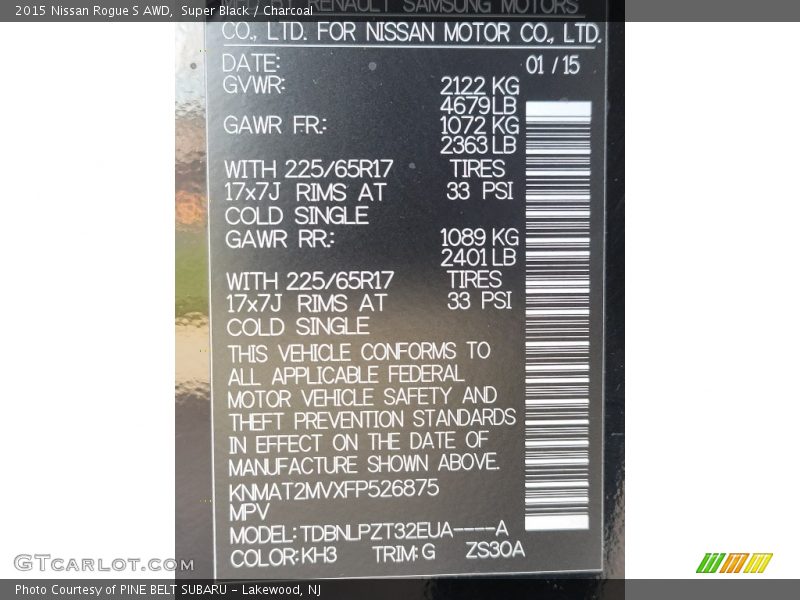 2015 Nissan Rogue S AWD, Super Black / Charcoal
RENAULT SAMSUNG MOTORS
CO., LTD. FOR NISSAN MOTOR CO., LTD.
DATE: 01 / 15
GVWR: 2122 KG
4679 LB
GAWR FR.: 1072 KG
2363 LB
WITH 225/65R17 TIRES
17x7J RIMS AT 33 PSI
COLD SINGLE
GAWR RR.: 1089 KG
2401 LB
WITH 225/65R17 TIRES
17x7J RIMS AT 33 PSI
COLD SINGLE
THIS VEHICLE CONFORMS TO
ALL APPLICABLE FEDERAL
MOTOR VEHICLE SAFETY AND
THEFT PREVENTION STANDARDS
IN EFFECT ON THE DATE OF
MANUFACTURE SHOWN ABOVE.
KNMAT2MVXFP526875
MPV
MODEL: TDBNLPZT32EUA----A
COLOR: KH3 TRIM: G ZS30A
GTCARLOT.COM
Photo Courtesy of PINE BELT SUBARU - Lakewood, NJ